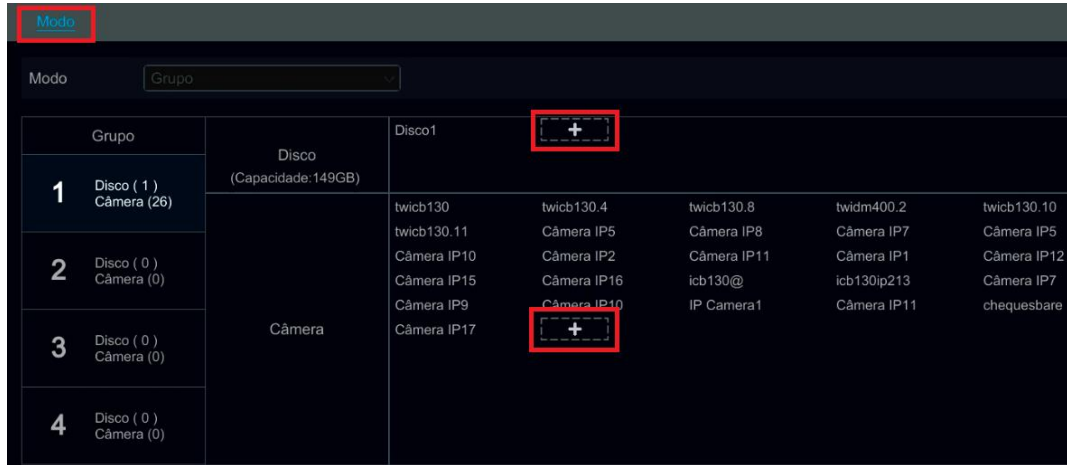 Modo
Modo Grupo
Grupo
Disco
(Capacidade:149GB)
Disco1 +
1 Disco ( 1 )
Câmera (26)
2 Disco ( 0 )
Câmera (0)
3 Disco ( 0 )
Câmera (0)
4 Disco ( 0 )
Câmera (0)
Câmera
twicb130 twicb130.4 twicb130.8 twidm400.2 twicb130.10
twicb130.11 Câmera IP5 Câmera IP8 Câmera IP7 Câmera IP5
Câmera IP10 Câmera IP2 Câmera IP11 Câmera IP1 Câmera IP12
Câmera IP15 Câmera IP16 icb130@ icb130ip213 Câmera IP7
Câmera IP9 Câmera IP10 IP Camera1 Câmera IP11 chequesbare
Câmera IP17 +